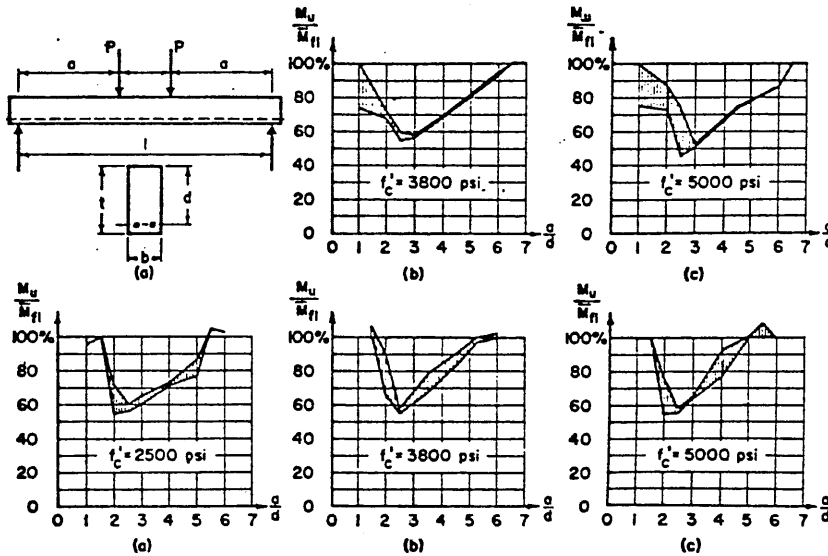 P P
a a
l
t d
b
(a)
Mu
Mfl
100%
80
60
40
20
0
f'c = 3800 psi
0 1 2 3 4 5 6 7 a/d
(b)
Mu
Mfl
100%
80
60
40
20
0
f'c = 5000 psi
0 1 2 3 4 5 6 7 a/d
(c)
Mu
Mfl
100%
80
60
40
20
0
f'c = 2500 psi
0 1 2 3 4 5 6 a/d
(a)
Mu
Mfl
100%
80
60
40
20
0
f'c = 3800 psi
0 1 2 3 4 5 6 7 a/d
(b)
Mu
Mfl
100%
80
60
40
20
0
f'c = 5000 psi
0 1 2 3 4 5 6 7 a/d
(c)